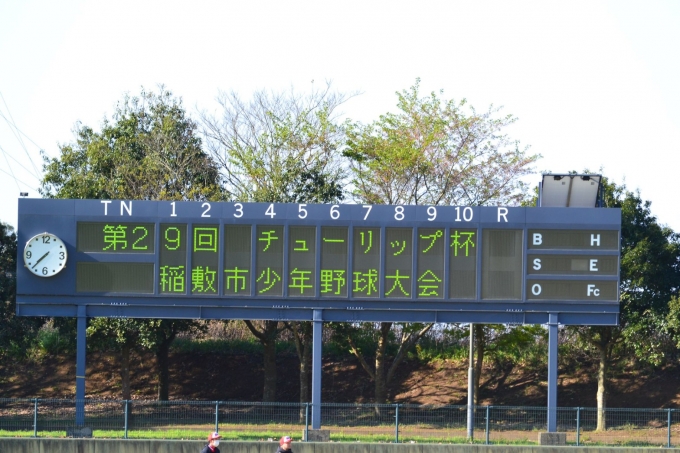 TN 1 2 3 4 5 6 7 8 9 10 R
第29回 チューリップ杯
稲敷市少年野球大会
B H
S E
O Fc